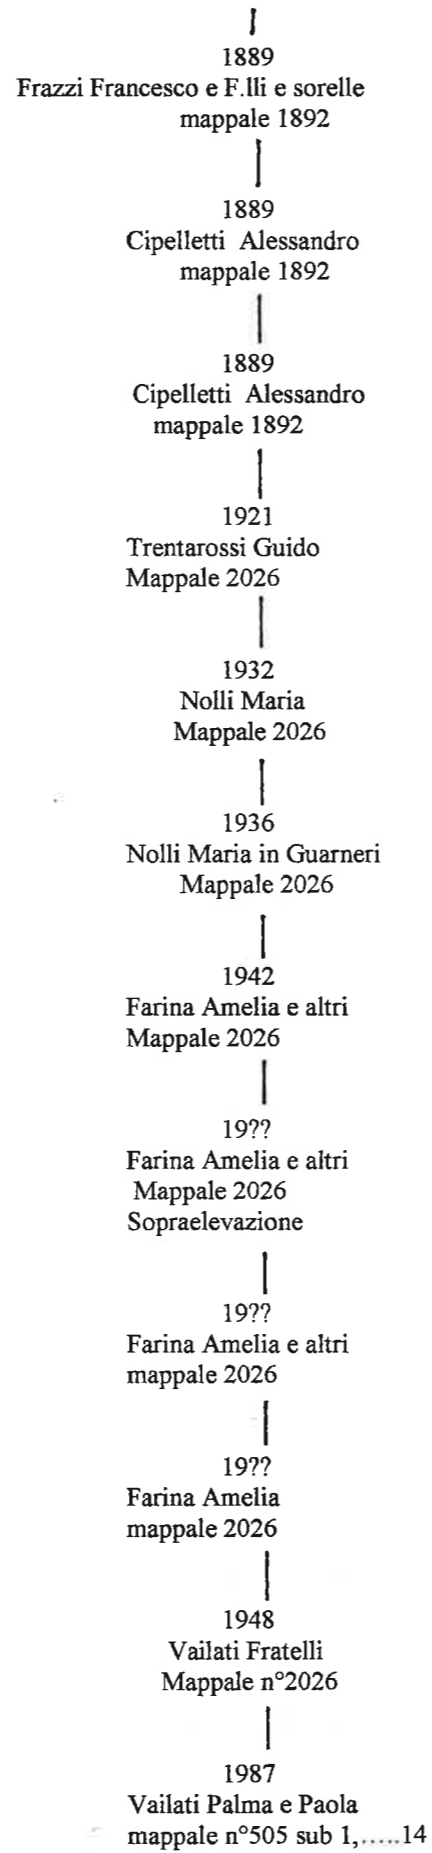 1889
Frazzi Francesco e F.lli e sorelle
mappale 1892
1889
Cipelletti Alessandro
mappale 1892
1889
Cipelletti Alessandro
mappale 1892
1921
Trentarossi Guido
Mappale 2026
1932
Nolli Maria
Mappale 2026
1936
Nolli Maria in Guarneri
Mappale 2026
1942
Farina Amelia e altri
Mappale 2026
19??
Farina Amelia e altri
Mappale 2026
Sopraelevazione
19??
Farina Amelia e altri
mappale 2026
19??
Farina Amelia
mappale 2026
1948
Vailati Fratelli
Mappale n°2026
1987
Vailati Palma e Paola
mappale n°505 sub 1,.....14